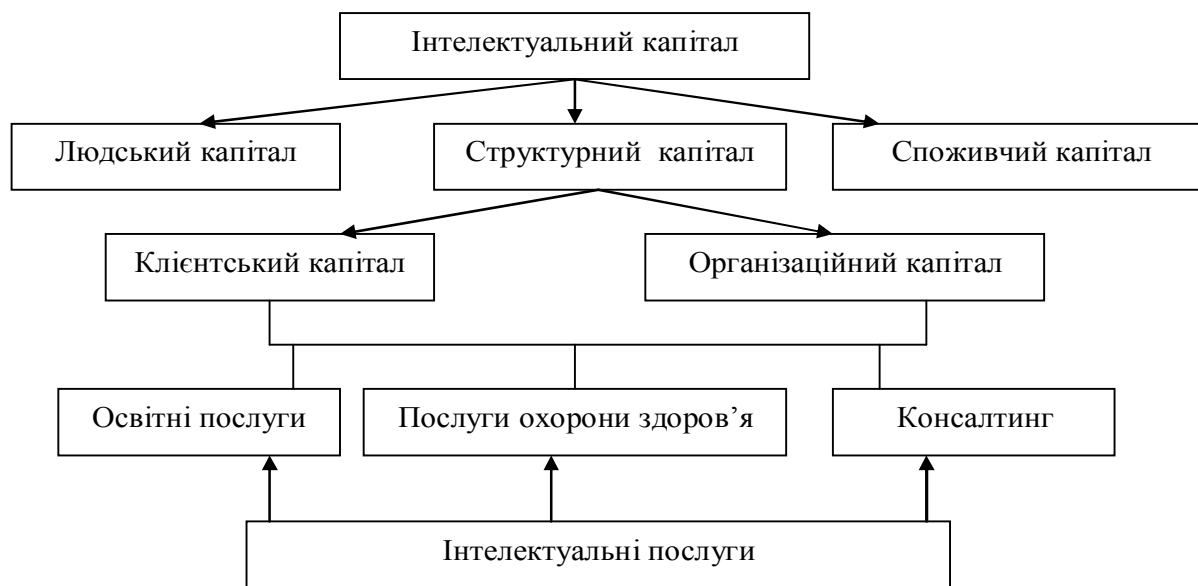 Інтелектуальний капітал
Людський капітал
Структурний капітал
Споживчий капітал
Клієнтський капітал
Організаційний капітал
Освітні послуги
Послуги охорони здоров’я
Консалтинг
Інтелектуальні послуги